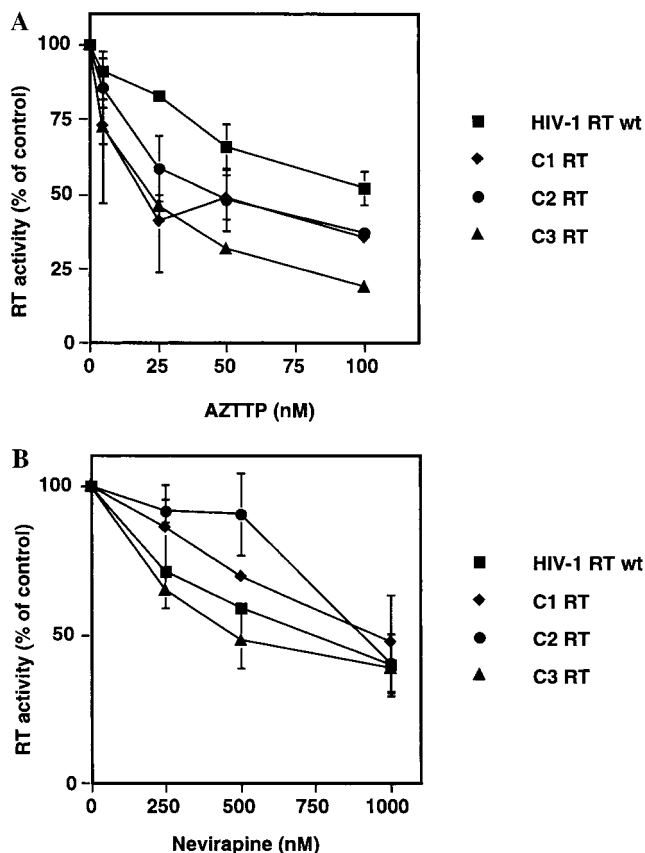 A
RT activity (% of control)
100
75
50
25
0
0 25 50 75 100
AZTTP (nM)
HIV-1 RT wt
C1 RT
C2 RT
C3 RT
B
RT activity (% of control)
100
50
0
0 250 500 750 1000
Nevirapine (nM)
HIV-1 RT wt
C1 RT
C2 RT
C3 RT